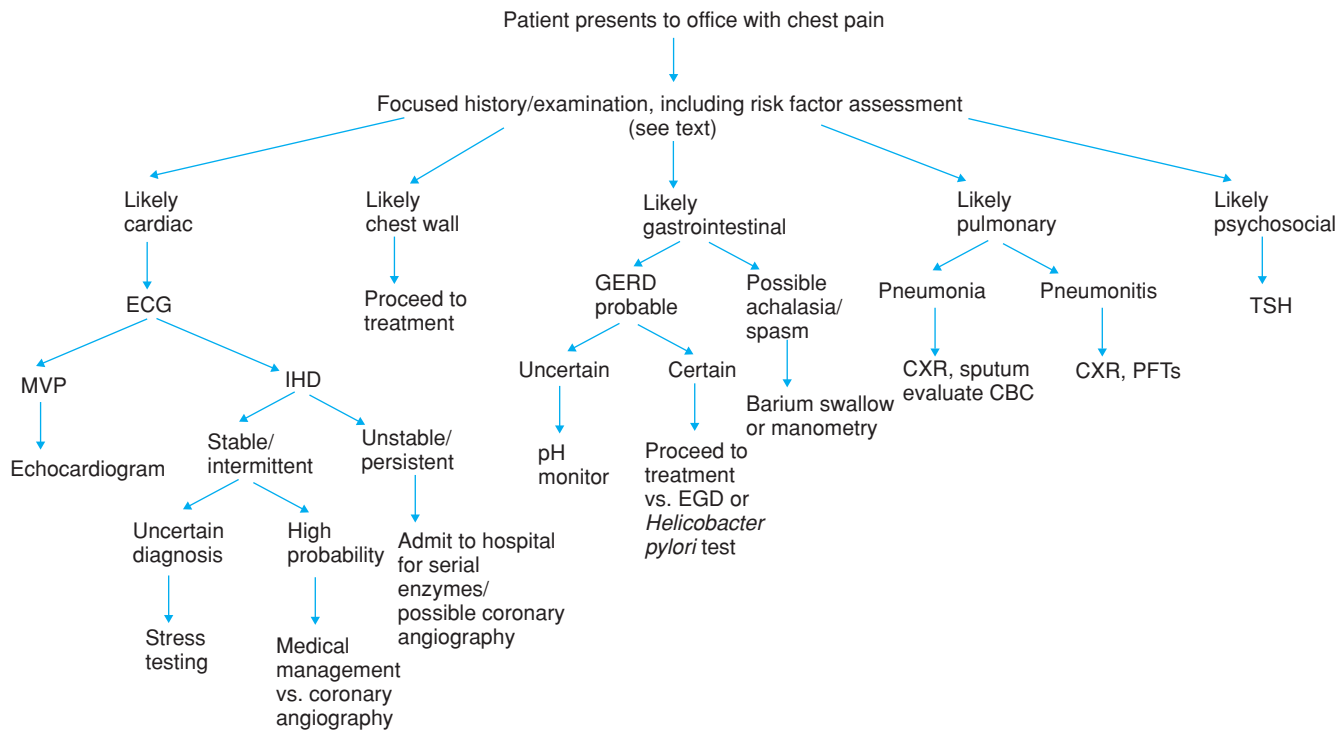 Patient presents to office with chest pain
Focused history/examination, including risk factor assessment
(see text)
Likely
cardiac
Likely
chest wall
Likely
gastrointestinal
Likely
pulmonary
Likely
psychosocial
ECG
Proceed to
treatment
GERD
probable
Possible
achalasia/
spasm
Pneumonia
Pneumonitis
TSH
MVP
IHD
Uncertain
Certain
Barium swallow
or manometry
CXR, sputum
evaluate CBC
CXR, PFTs
Echocardiogram
Stable/
intermittent
Unstable/
persistent
pH
monitor
Proceed to
treatment
vs. EGD or
Helicobacter
pylori test
Uncertain
diagnosis
High
probability
Admit to hospital
for serial
enzymes/
possible coronary
angiography
Stress
testing
Medical
management
vs. coronary
angiography